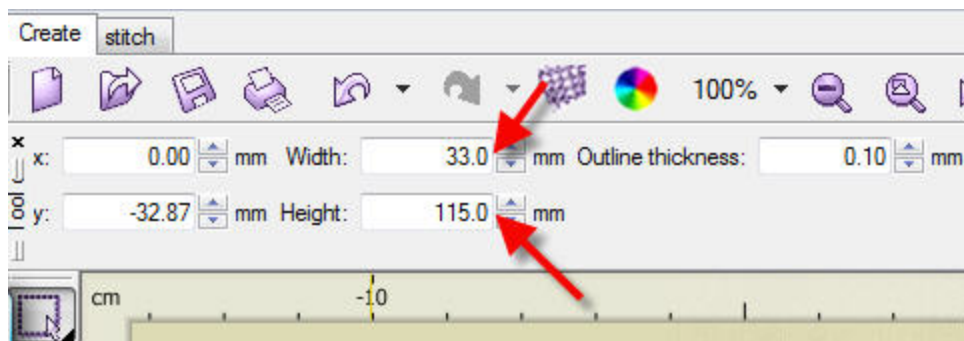 Create stitch
100%
x: 0.00 mm Width: 33.0 mm Outline thickness: 0.10 mm
y: -32.87 mm Height: 115.0 mm
cm -10